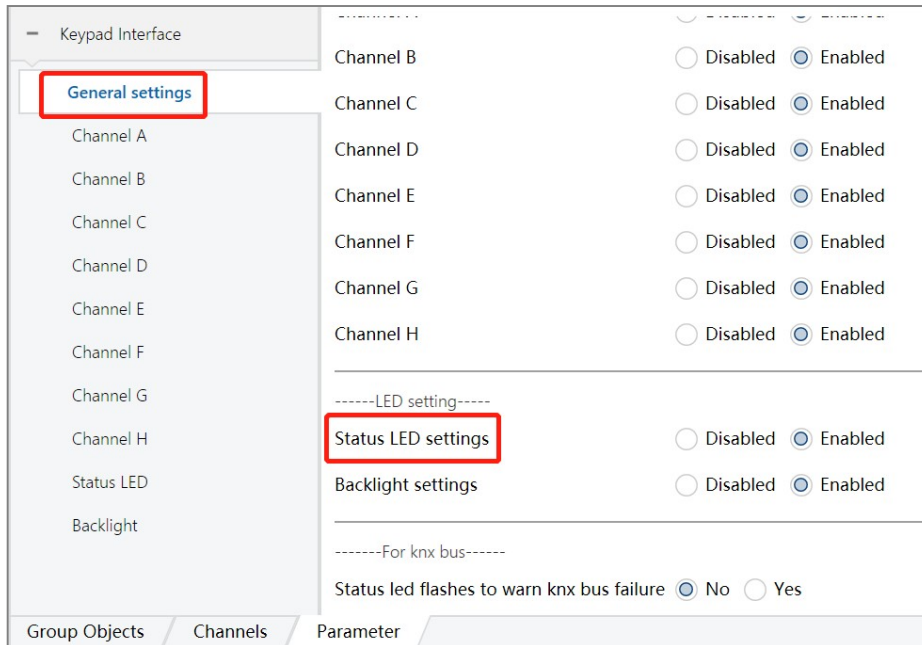 Keypad Interface
General settings
Channel A
Channel B
Channel C
Channel D
Channel E
Channel F
Channel G
Channel H
Status LED
Backlight
Disabled Enabled
Channel B Disabled Enabled
Channel C Disabled Enabled
Channel D Disabled Enabled
Channel E Disabled Enabled
Channel F Disabled Enabled
Channel G Disabled Enabled
Channel H Disabled Enabled
------LED setting-----
Status LED settings Disabled Enabled
Backlight settings Disabled Enabled
-------For knx bus------
Status led flashes to warn knx bus failure No Yes
Group Objects Channels Parameter